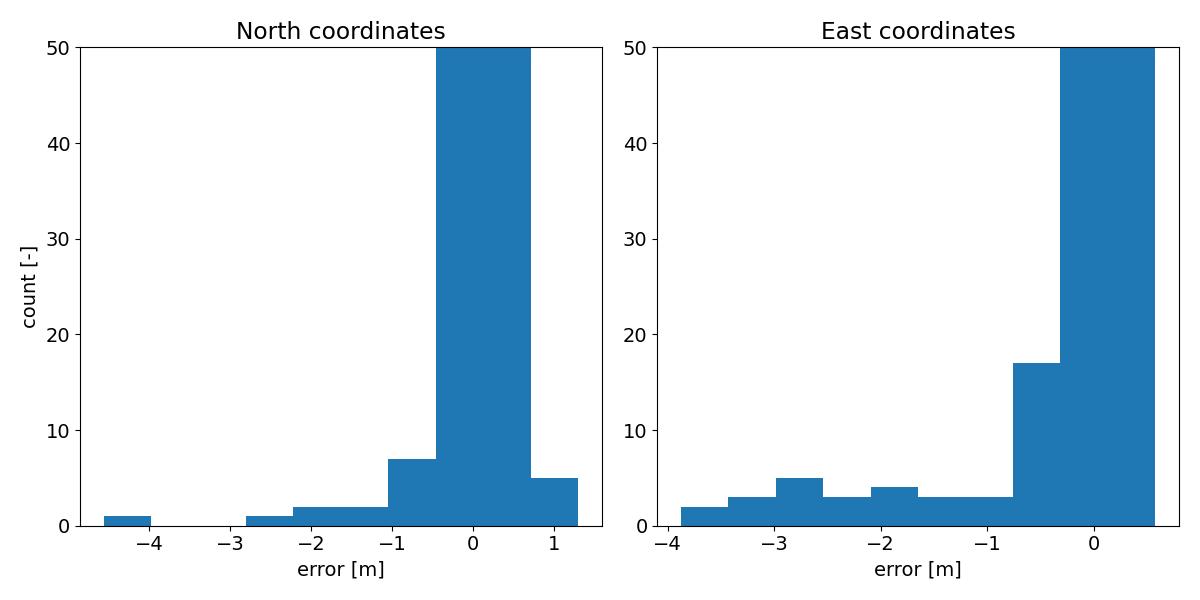 North coordinates
50
40
30
20
10
0
count [-]
−4 −3 −2 −1 0 1
error [m]
East coordinates
50
40
30
20
10
0
−4 −3 −2 −1 0
error [m]